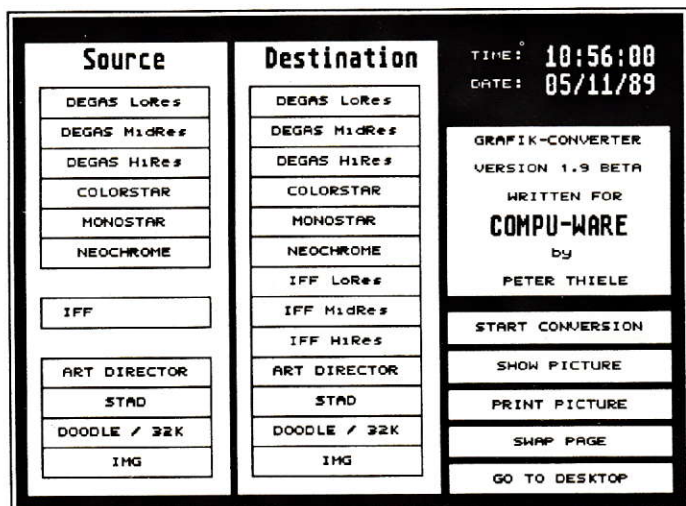 Source
DEGAS LoRes
DEGAS MidRes
DEGAS HiRes
COLORSTAR
MONOSTAR
NEOCHROME
IFF
ART DIRECTOR
STAD
DOODLE / 32K
IMG
Destination
DEGAS LoRes
DEGAS MidRes
DEGAS HiRes
COLORSTAR
MONOSTAR
NEOCHROME
IFF LoRes
IFF MidRes
IFF HiRes
ART DIRECTOR
STAD
DOODLE / 32K
IMG
TIME: 10:56:00
DATE: 05/11/89
GRAFIK-CONVERTER
VERSION 1.9 BETA
WRITTEN FOR
COMPU-WARE
by
PETER THIELE
START CONVERSION
SHOW PICTURE
PRINT PICTURE
SWAP PAGE
GO TO DESKTOP